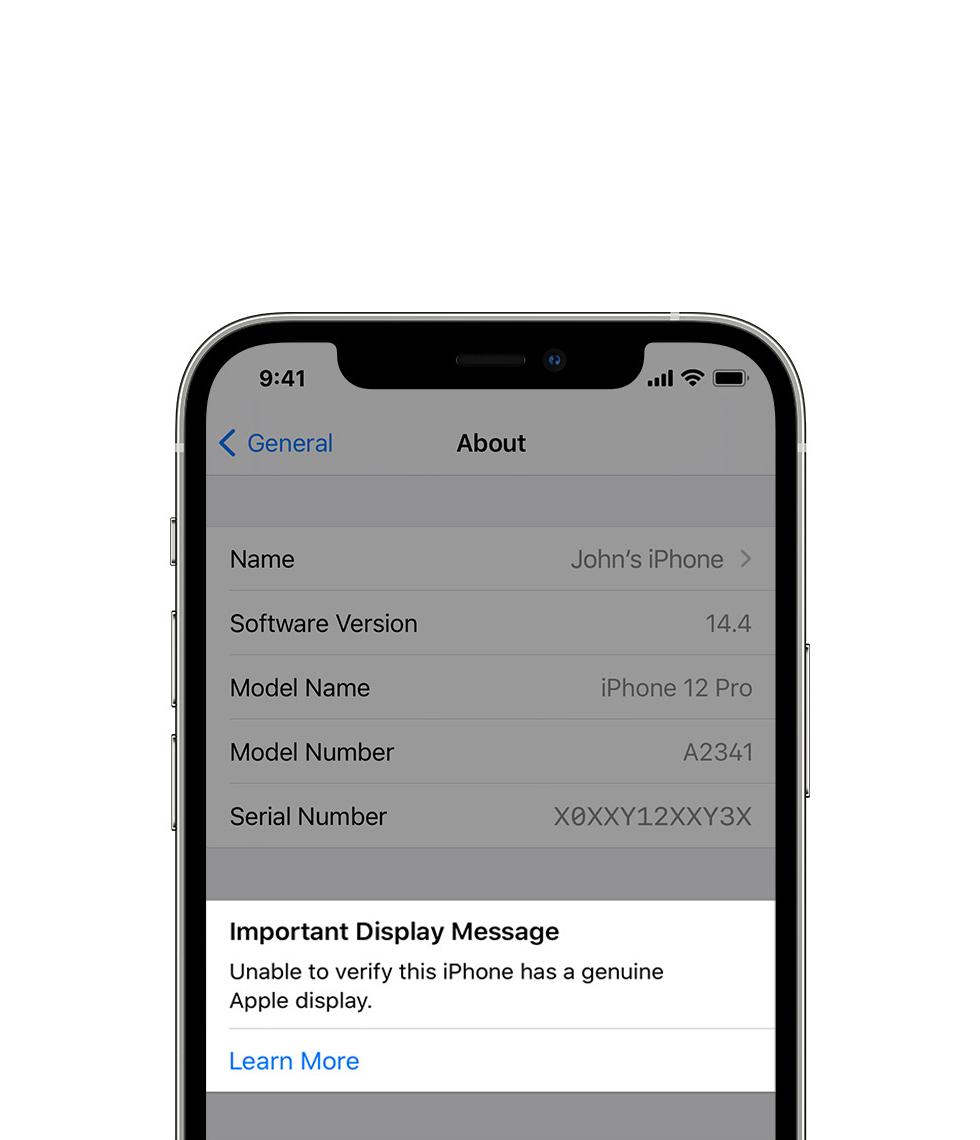 9:41
General
About
Name
John’s iPhone
Software Version
14.4
Model Name
iPhone 12 Pro
Model Number
A2341
Serial Number
X0XXY12XXY3X
Important Display Message
Unable to verify this iPhone has a genuine
Apple display.
Learn More